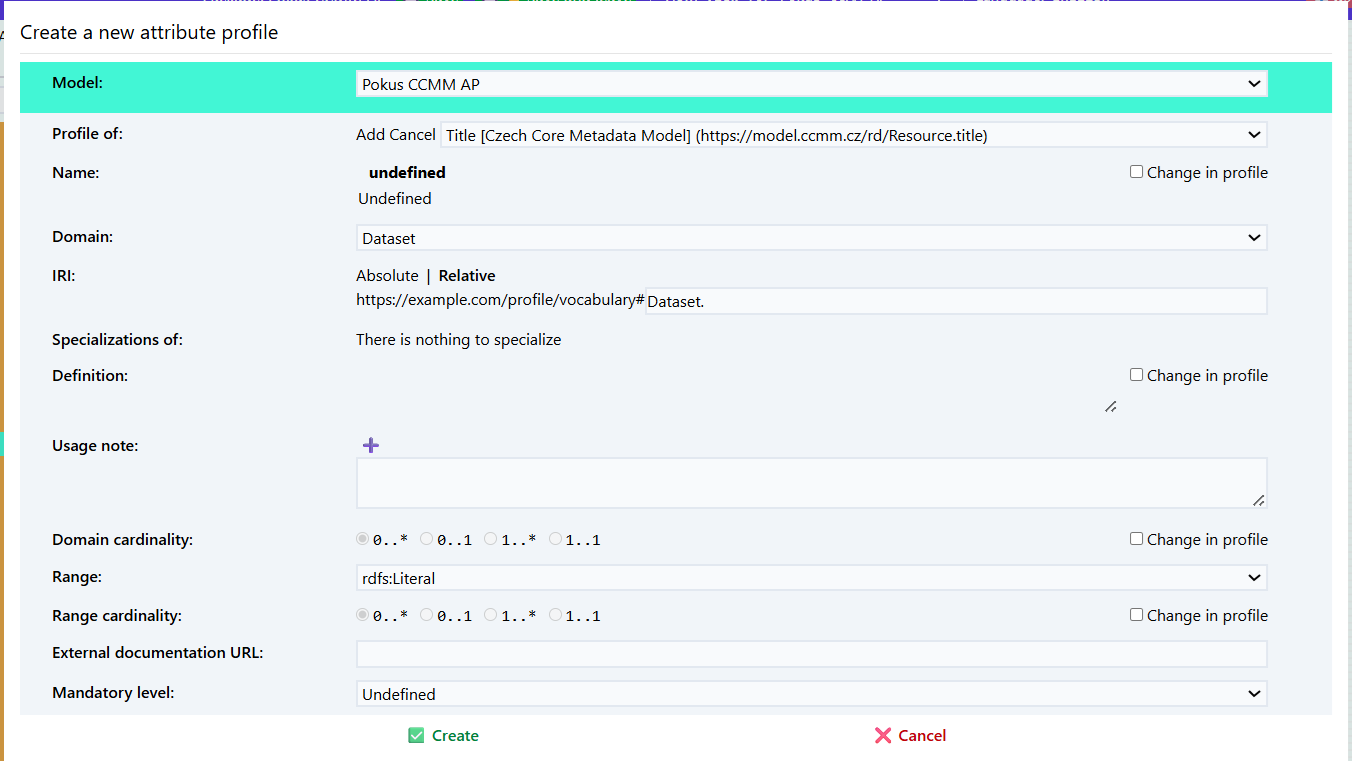 Create a new attribute profile
Model: Pokus CCMM AP
Profile of: Add Cancel Title [Czech Core Metadata Model] (https://model.ccmm.cz/rd/Resource.title)
Name: undefined Change in profile
Undefined
Domain: Dataset
IRI: Absolute | Relative
https://example.com/profile/vocabulary# Dataset.
Specializations of: There is nothing to specialize
Definition: Change in profile
Usage note:
Domain cardinality: 0..* 0..1 1..* 1..1 Change in profile
Range: rdfs:Literal
Range cardinality: 0..* 0..1 1..* 1..1 Change in profile
External documentation URL:
Mandatory level: Undefined
Create Cancel